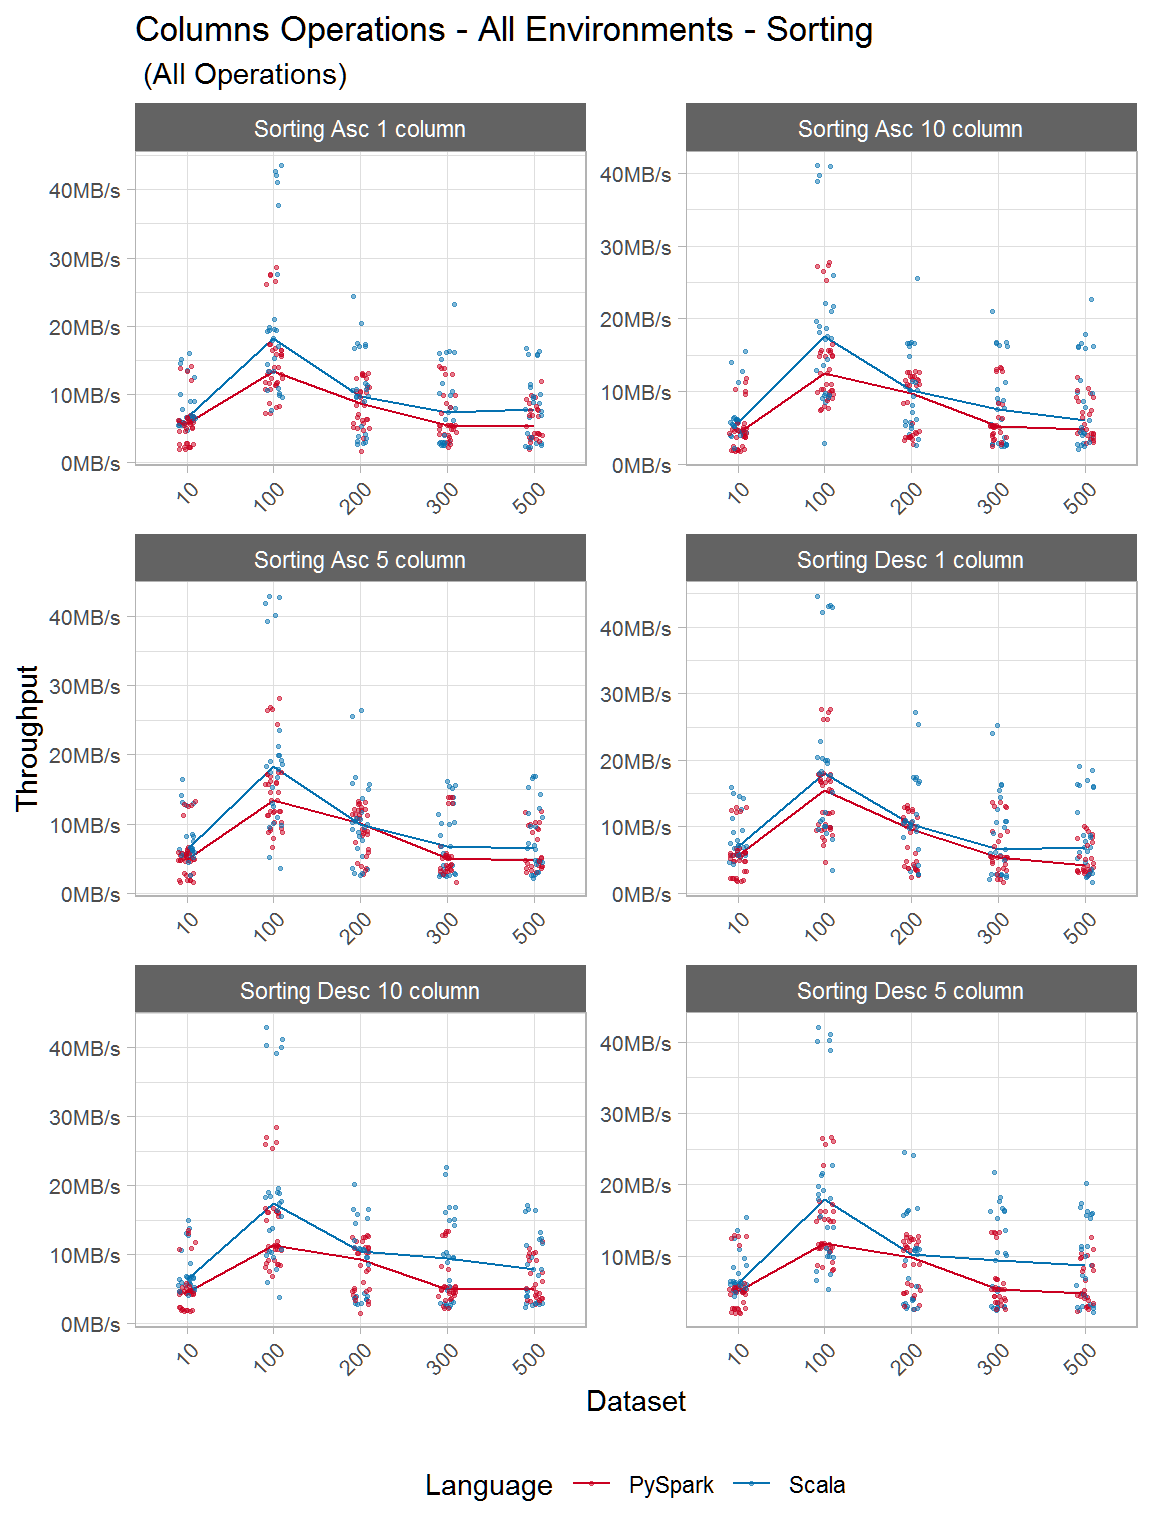 Columns Operations - All Environments - Sorting
(All Operations)
Sorting Asc 1 column
40MB/s
30MB/s
20MB/s
10MB/s
0MB/s
10
100
200
300
500
Sorting Asc 10 column
40MB/s
30MB/s
20MB/s
10MB/s
0MB/s
10
100
200
300
500
Throughput
Sorting Asc 5 column
40MB/s
30MB/s
20MB/s
10MB/s
0MB/s
10
100
200
300
500
Sorting Desc 1 column
40MB/s
30MB/s
20MB/s
10MB/s
0MB/s
10
100
200
300
500
Sorting Desc 10 column
40MB/s
30MB/s
20MB/s
10MB/s
0MB/s
10
100
200
300
500
Sorting Desc 5 column
40MB/s
30MB/s
20MB/s
10MB/s
10
100
200
300
500
Dataset
Language PySpark Scala